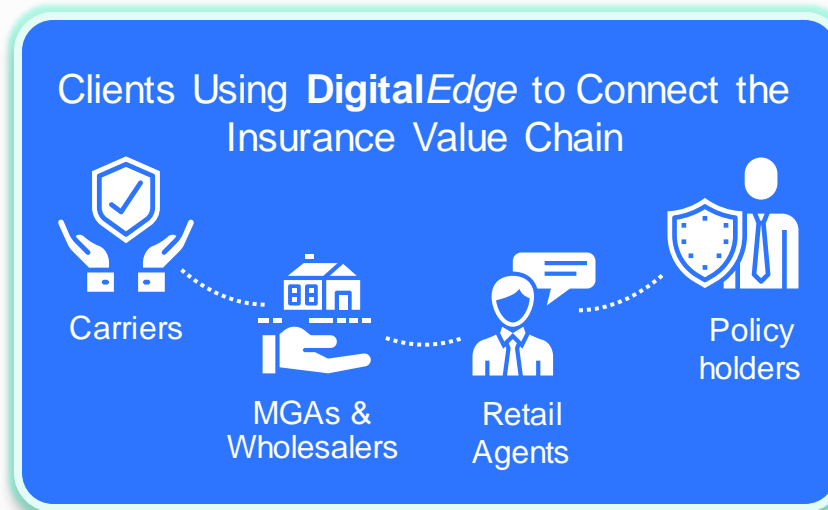 Clients Using DigitalEdge to Connect the
Insurance Value Chain
Carriers
MGAs &
Wholesalers
Retail
Agents
Policy
holders